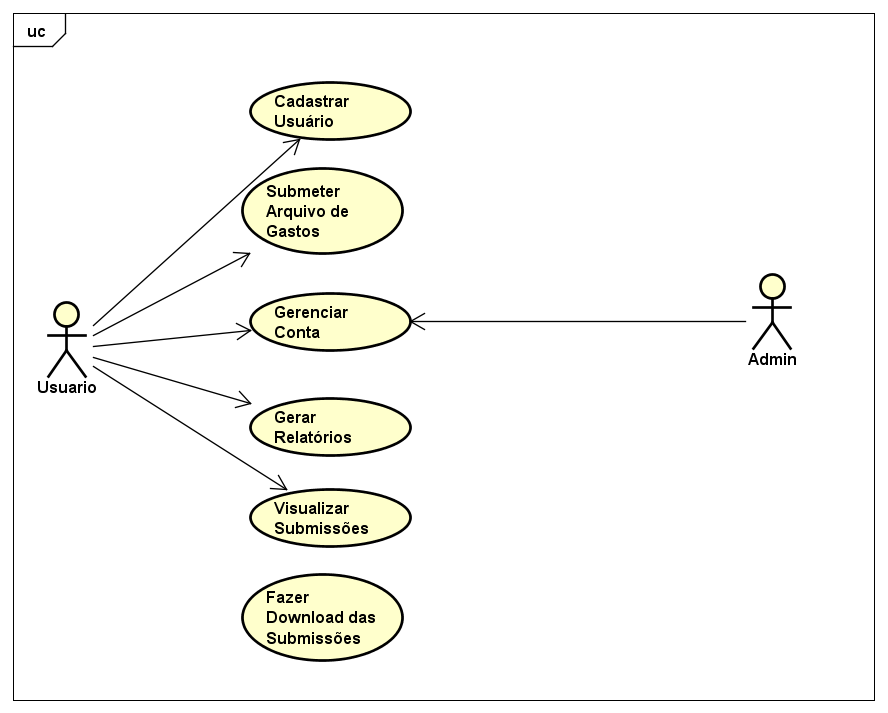 uc
Cadastrar
Usuário
Submeter
Arquivo de
Gastos
Gerenciar
Conta
Admin
Usuario
Gerar
Relatórios
Visualizar
Submissões
Fazer
Download das
Submissões